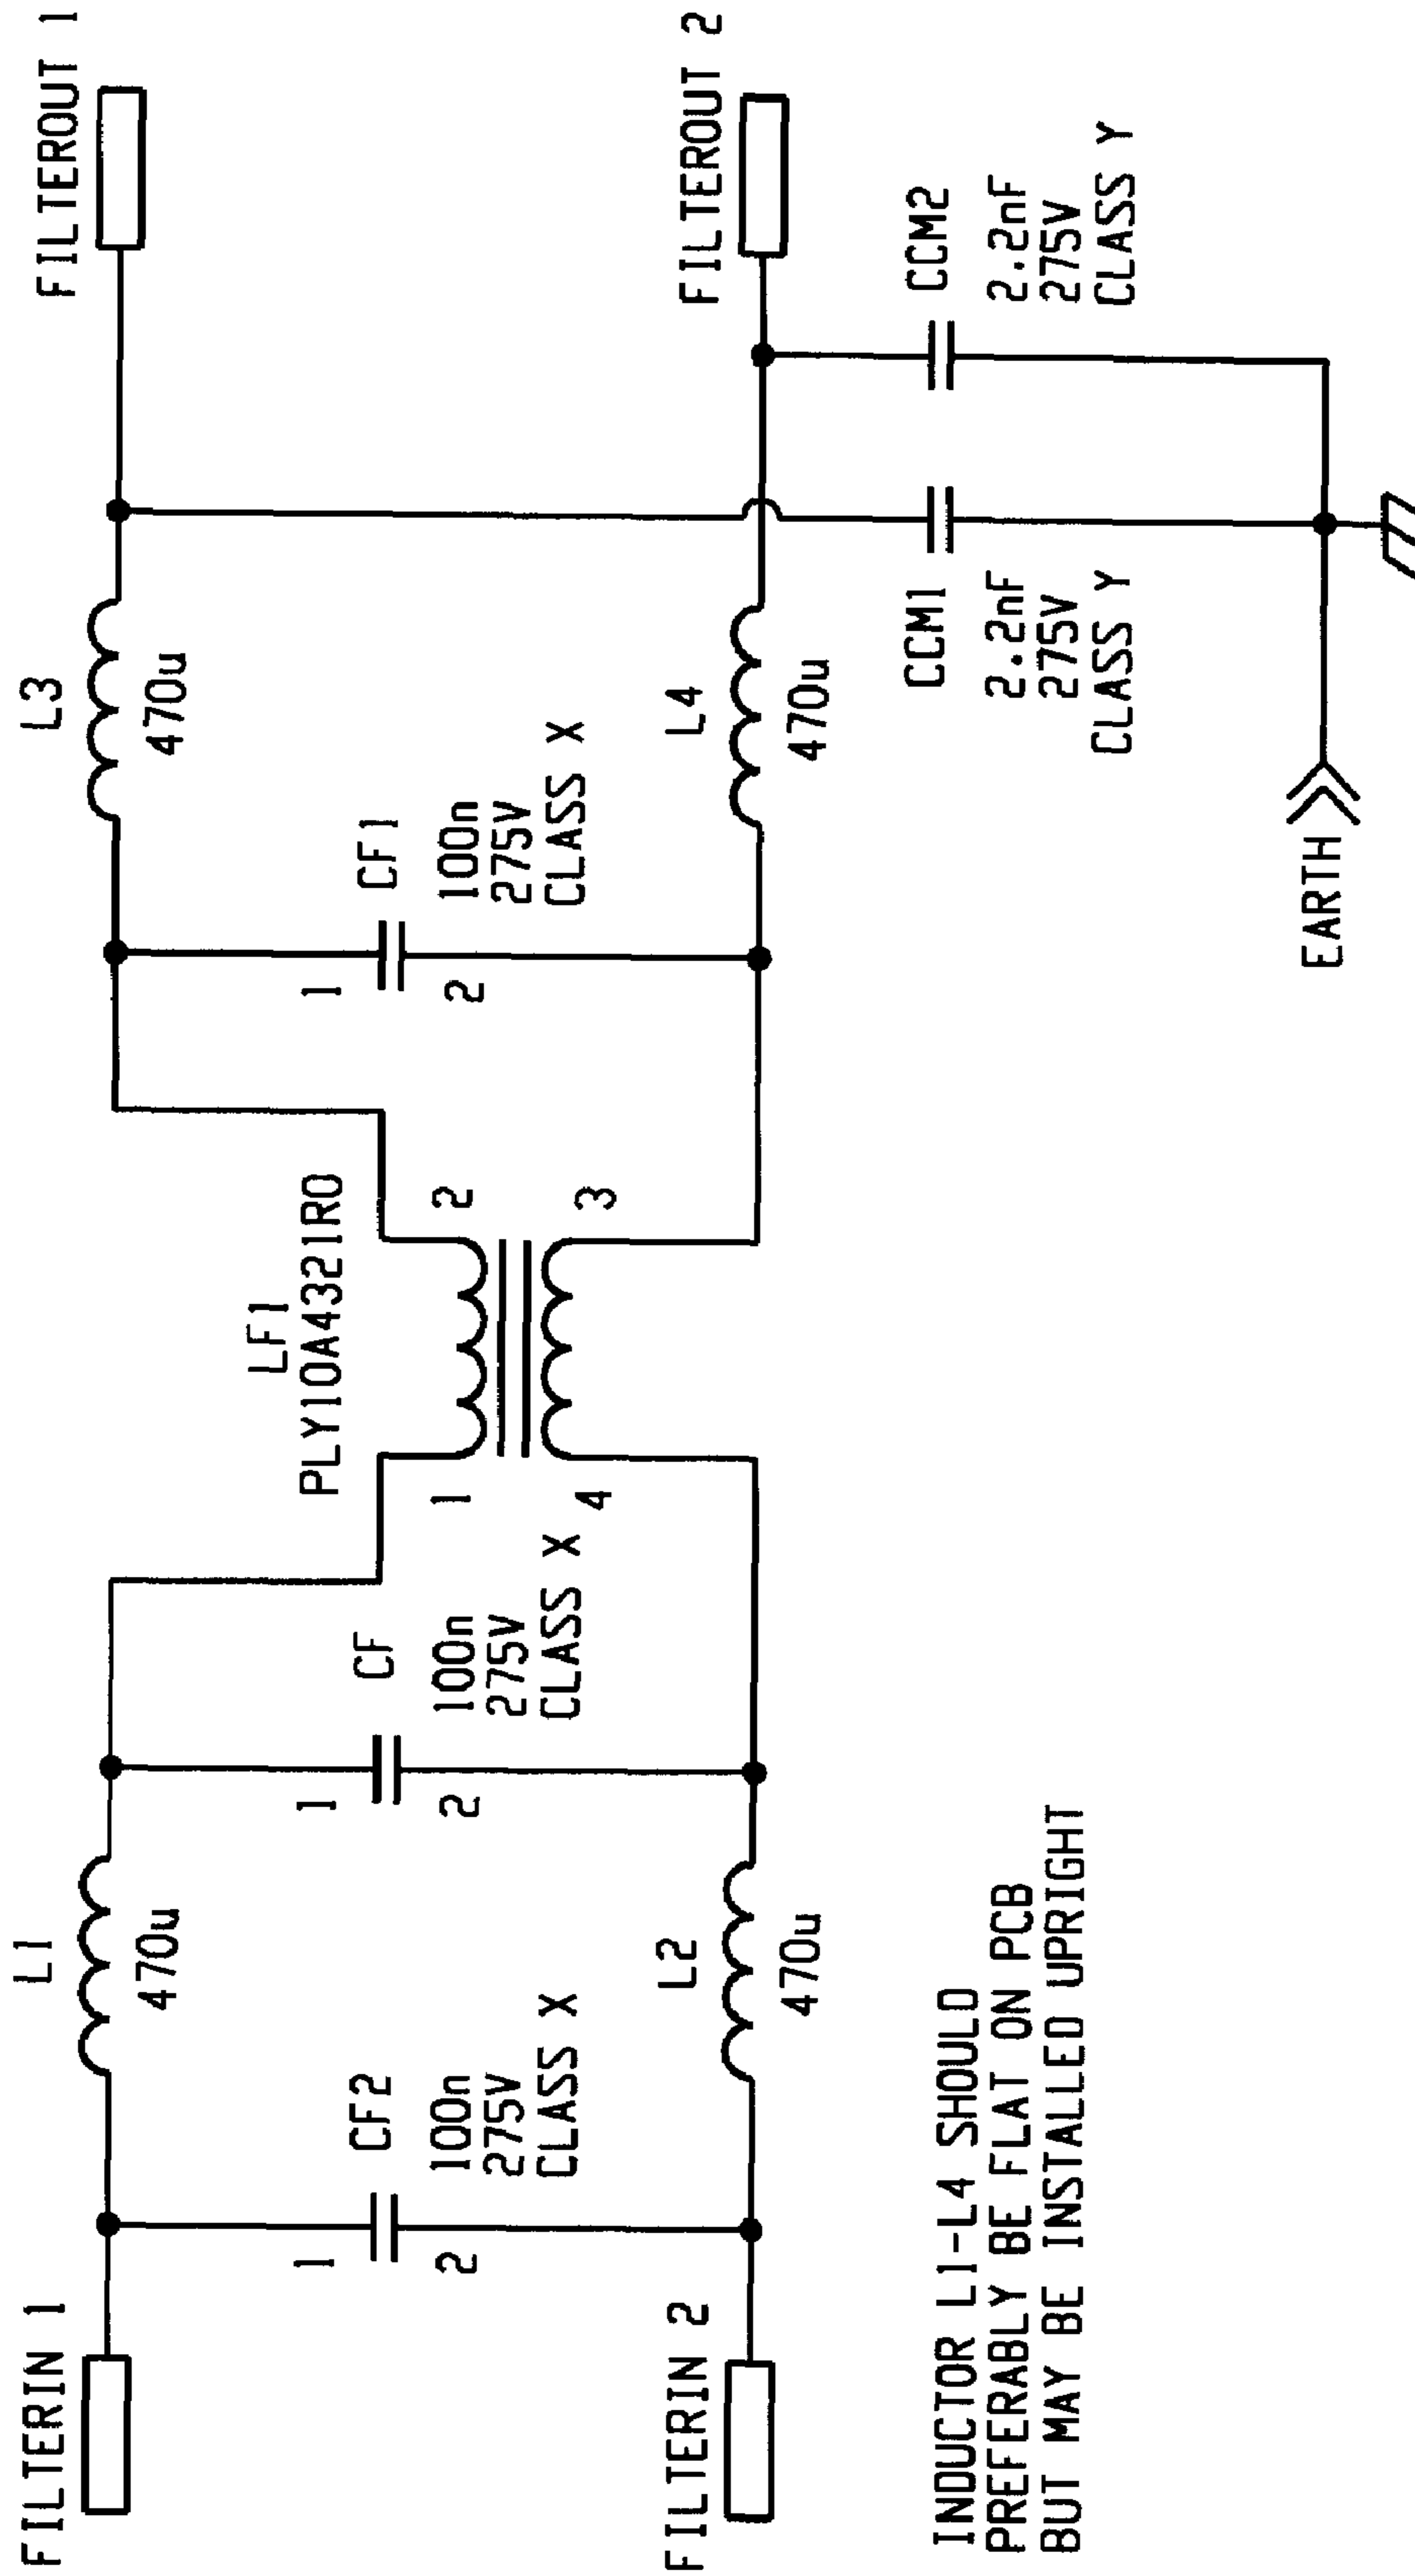 FILTERIN 1
L1
470u
CF2
100n
275V
CLASS X
1
2
FILTERIN 2
L2
470u
CF
100n
275V
CLASS X
1
2
LF1
PLY10A4321R0
1
2
4
3
L3
470u
CF1
100n
275V
CLASS X
1
2
L4
470u
FILTEROUT 1
FILTEROUT 2
CCM1
2.2nF
275V
CLASS Y
CCM2
2.2nF
275V
CLASS Y
EARTH
INDUCTOR L1-L4 SHOULD
PREFERABLY BE FLAT ON PCB
BUT MAY BE INSTALLED UPRIGHT